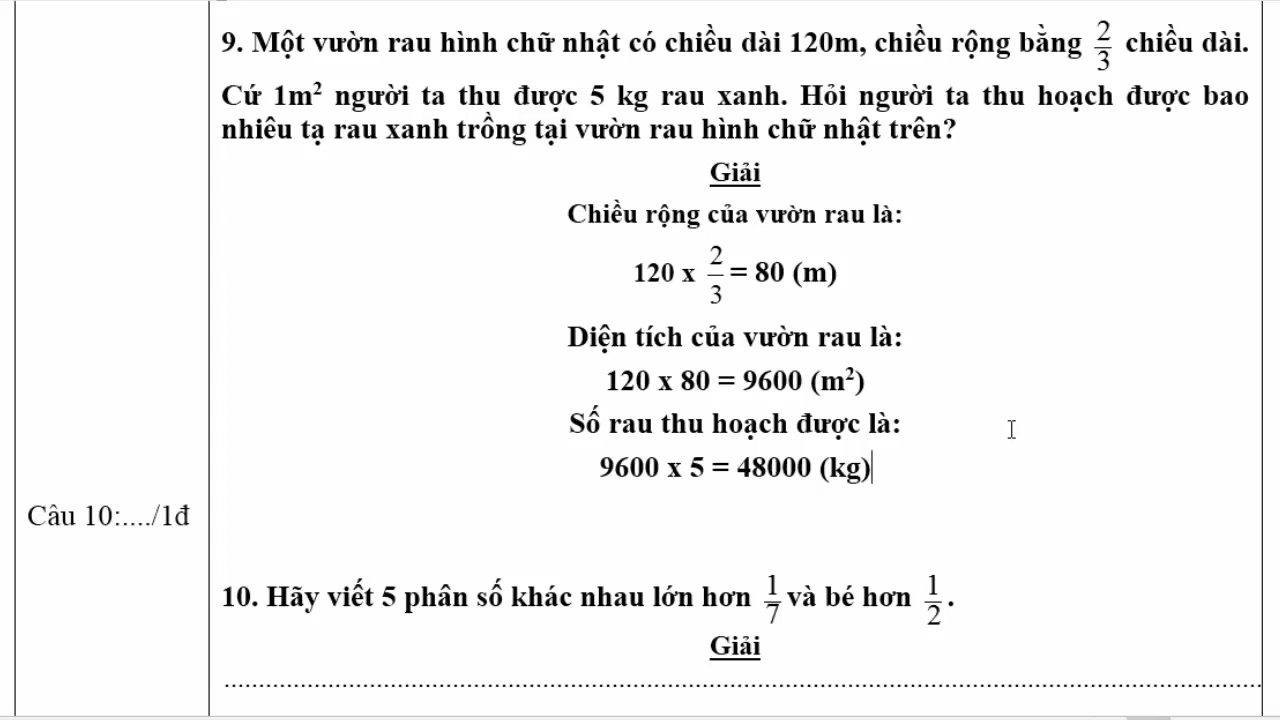 9. Một vườn rau hình chữ nhật có chiều dài 120m, chiều rộng bằng 2/3 chiều dài.
Cứ 1m² người ta thu được 5 kg rau xanh. Hỏi người ta thu hoạch được bao
nhiêu tạ rau xanh trồng tại vườn rau hình chữ nhật trên?
Giải
Chiều rộng của vườn rau là:
120 x 2/3 = 80 (m)
Diện tích của vườn rau là:
120 x 80 = 9600 (m²)
Số rau thu hoạch được là:
9600 x 5 = 48000 (kg)
Câu 10:..../1đ
10. Hãy viết 5 phân số khác nhau lớn hơn 1/7 và bé hơn 1/2.
Giải